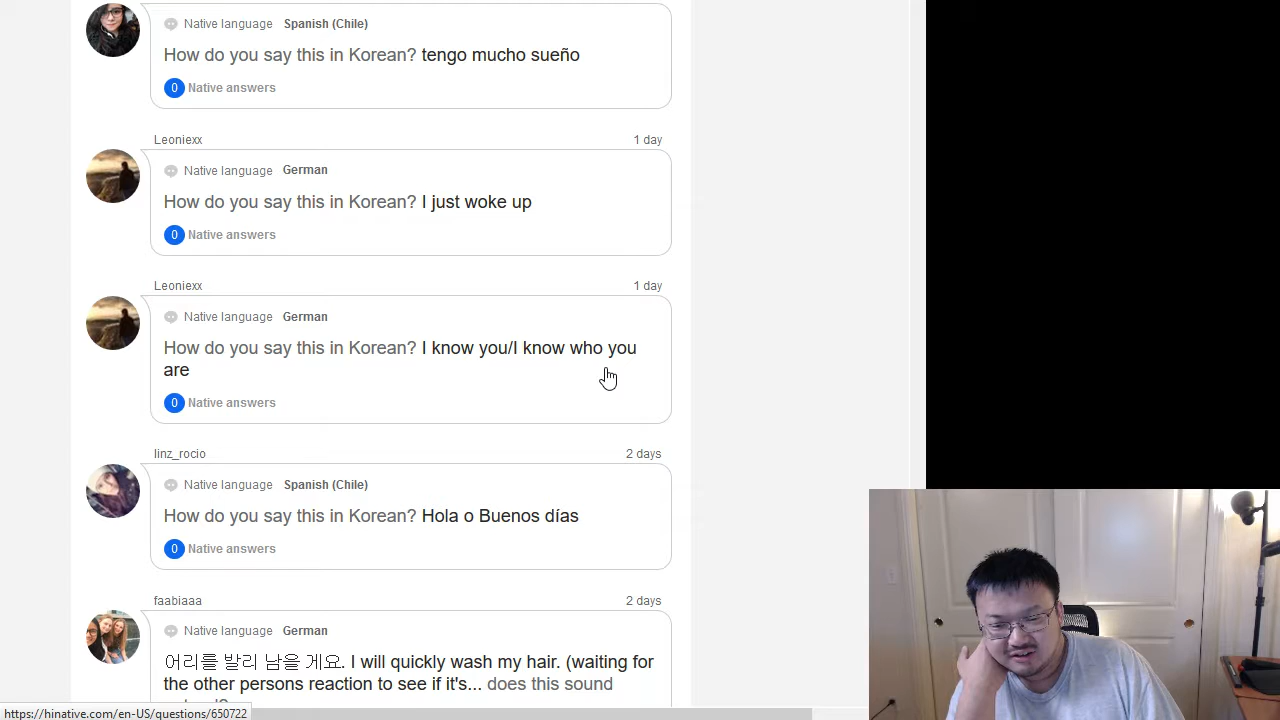 Native language Spanish (Chile)
How do you say this in Korean? tengo mucho sueño
0 Native answers
Leoniexx 1 day
Native language German
How do you say this in Korean? I just woke up
0 Native answers
Leoniexx 1 day
Native language German
How do you say this in Korean? I know you/I know who you
are
0 Native answers
linz_rocio 2 days
Native language Spanish (Chile)
How do you say this in Korean? Hola o Buenos días
0 Native answers
faabiaaa 2 days
Native language German
어리를 발리 남을 게요. I will quickly wash my hair. (waiting for
the other persons reaction to see if it's... does this sound
https://hinative.com/en-US/questions/650722